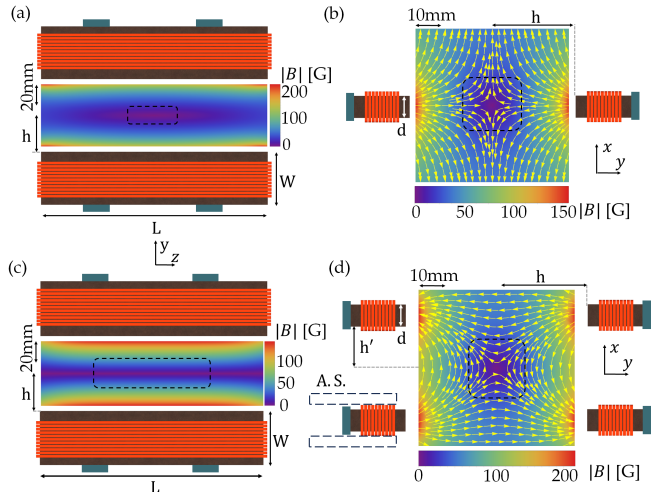 (a)
|B| [G]
200
100
0
20mm
h
W
L
(b)
10mm
h
d
x
y
0 50 100 150 |B| [G]
y
z
(c)
|B| [G]
100
50
0
20mm
h
W
L
(d)
10mm
h
d
h′
A.S.
x
y
0 100 200 |B| [G]